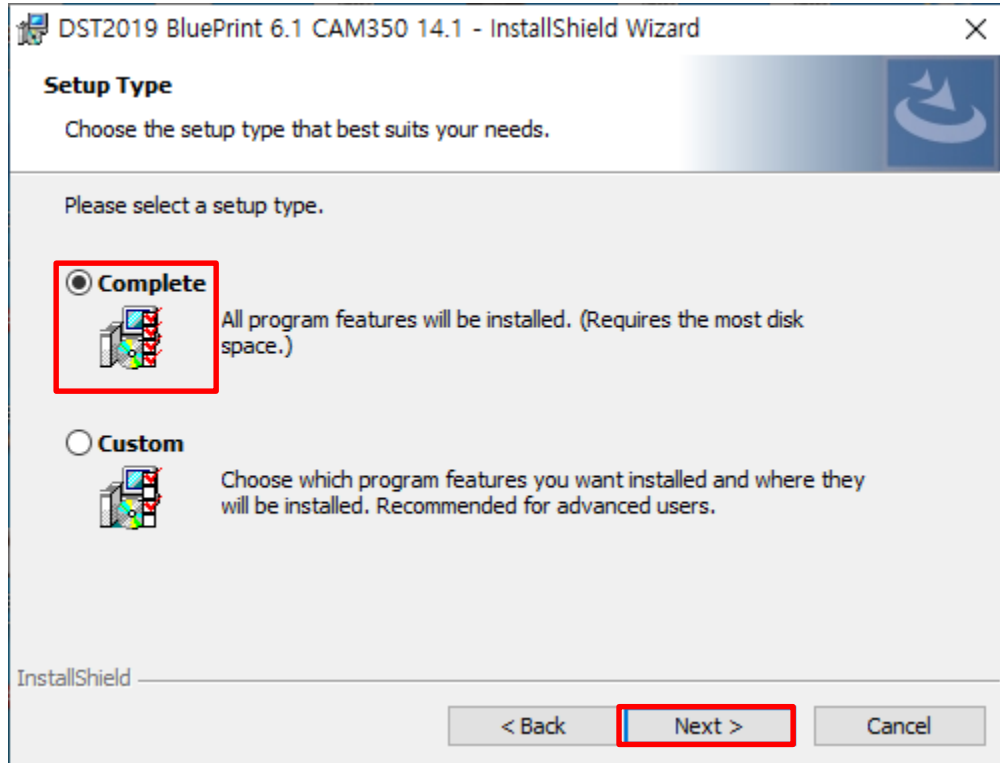 DST2019 BluePrint 6.1 CAM350 14.1 - InstallShield Wizard
Setup Type
Choose the setup type that best suits your needs.
Please select a setup type.
Complete
All program features will be installed. (Requires the most disk
space.)
Custom
Choose which program features you want installed and where they
will be installed. Recommended for advanced users.
InstallShield
< Back
Next >
Cancel